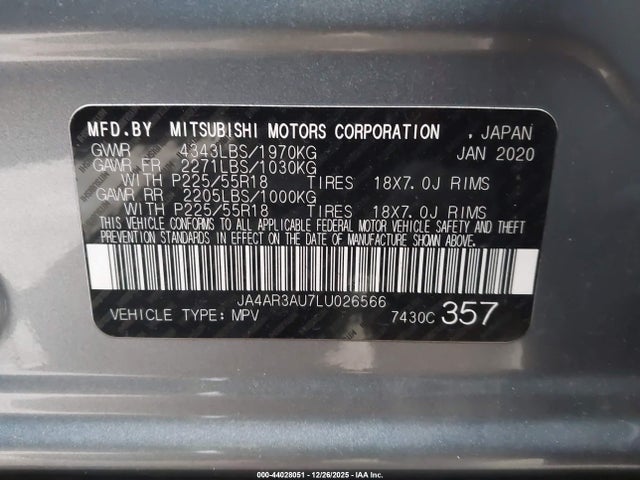 MFD.BY MITSUBISHI MOTORS CORPORATION , JAPAN
GVWR 4343LBS/1970KG JAN 2020
GAWR FR 2271LBS/1030KG
WITH P225/55R18 TIRES 18X7.0J RIMS
GAWR RR 2205LBS/1000KG
WITH P225/55R18 TIRES 18X7.0J RIMS
THIS VEHICLE CONFORMS TO ALL APPLICABLE FEDERAL MOTOR VEHICLE SAFETY AND THEFT
PREVENTION STANDARDS IN EFFECT ON THE DATE OF MANUFACTURE SHOWN ABOVE.
JA4AR3AU7LU026566
VEHICLE TYPE: MPV 7430C 357
000-44028051 - 12/26/2025 - IAA Inc.